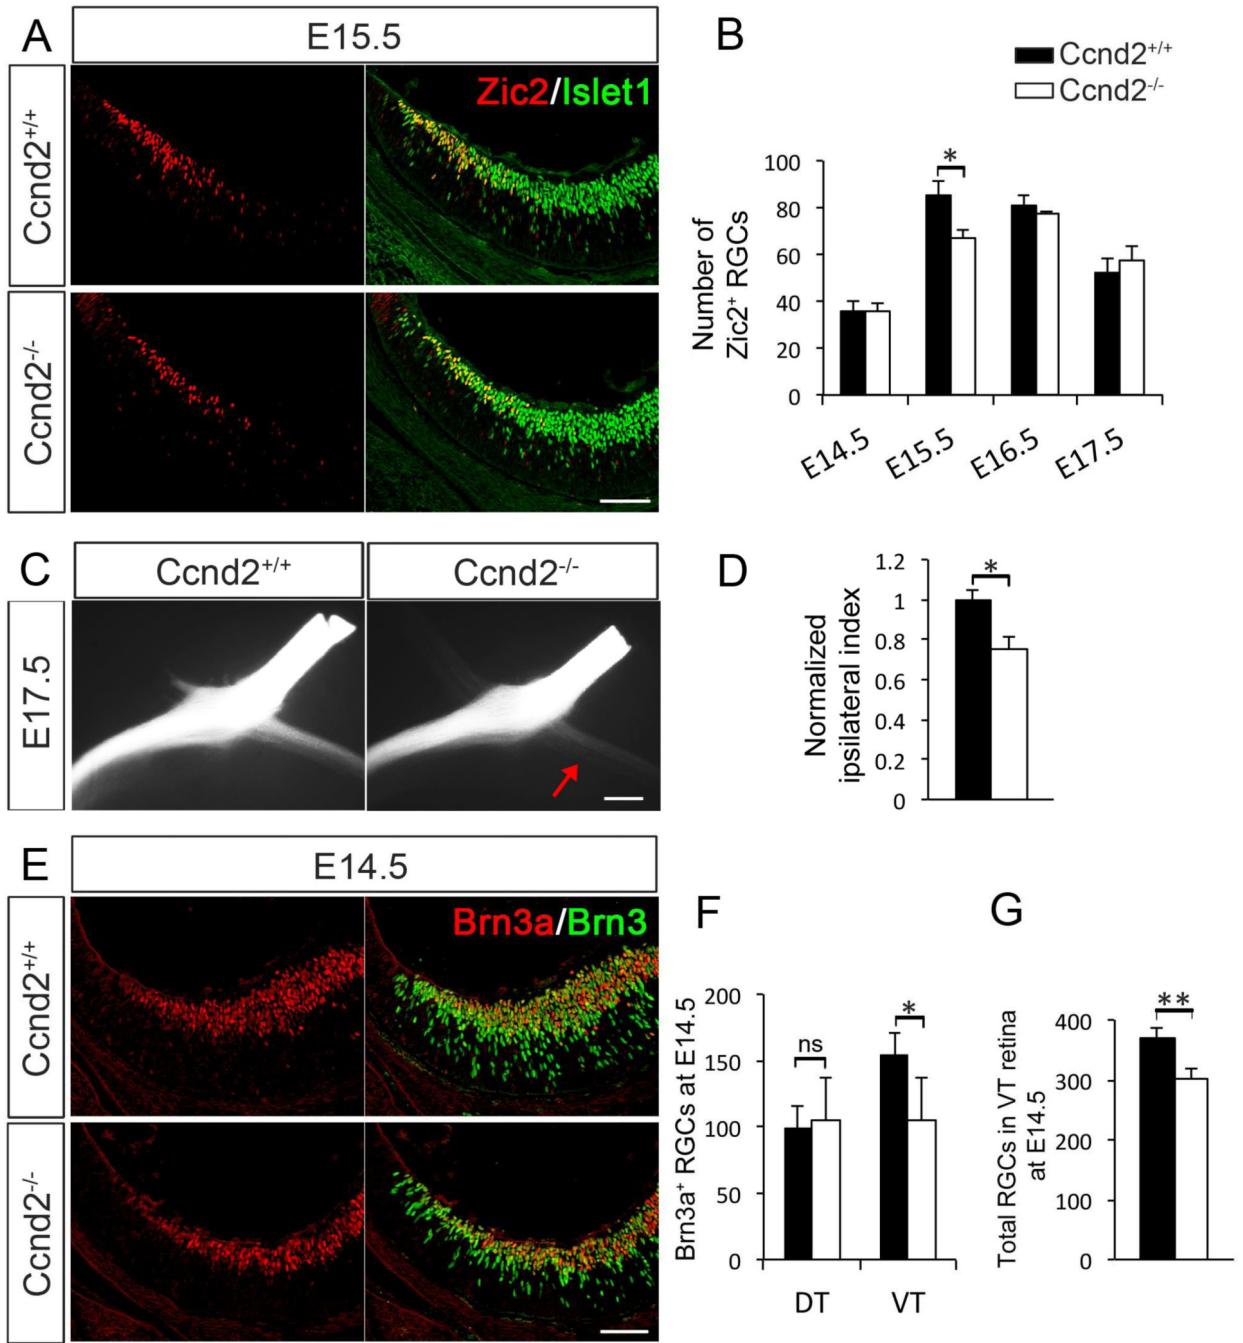 A
E15.5
Ccnd2+/+
Zic2/Islet1
Ccnd2-/-
B
Ccnd2+/+
Ccnd2-/-
Number of
Zic2+ RGCs
100
80
60
40
20
0
*
E14.5
E15.5
E16.5
E17.5
C
Ccnd2+/+
Ccnd2-/-
E17.5
D
Normalized
ipsilateral index
1.2
1
0.8
0.6
0.4
0.2
0
*
E
E14.5
Ccnd2+/+
Brn3a/Brn3
Ccnd2-/-
F
Brn3a+ RGCs at E14.5
200
150
100
50
0
ns
*
DT
VT
G
Total RGCs in VT retina
at E14.5
400
300
200
100
0
**